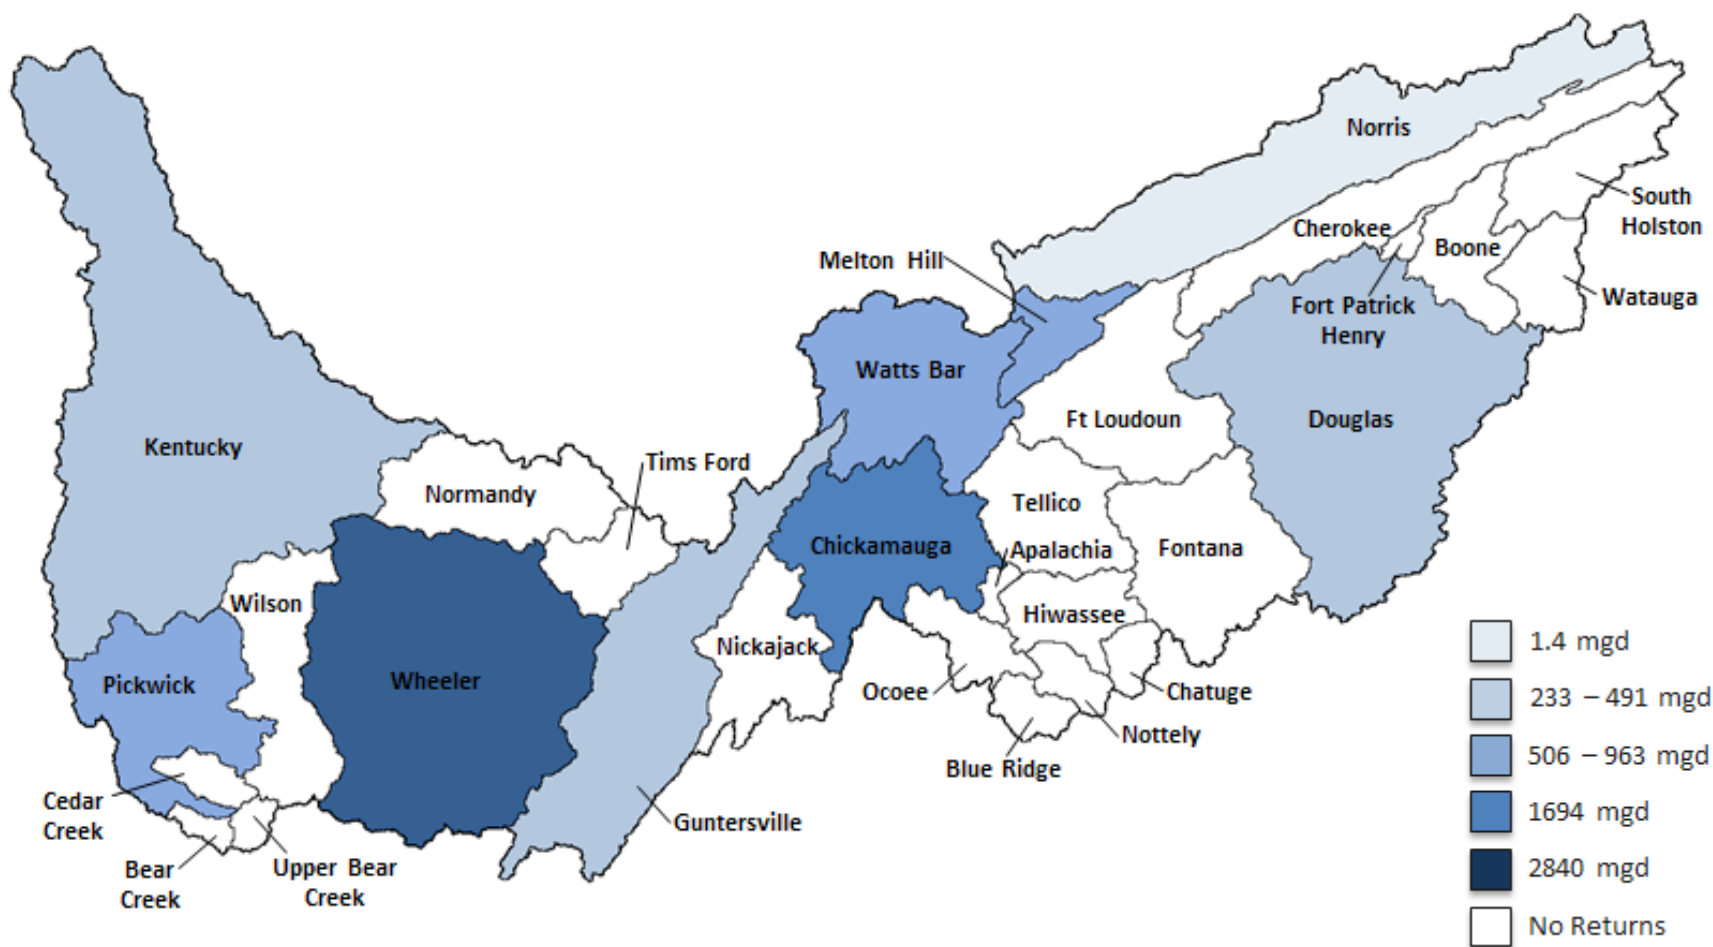 Norris
South
Holston
Cherokee
Boone
Melton Hill
Watauga
Fort Patrick
Henry
Watts Bar
Ft Loudoun
Douglas
Kentucky
Tims Ford
Normandy
Tellico
Chickamauga
Apalachia
Fontana
Wilson
Hiwassee
Nickajack
Pickwick
Wheeler
Ocoee
Chatuge
Nottely
Blue Ridge
Cedar
Creek
Guntersville
Bear
Creek
Upper Bear
Creek
1.4 mgd
233 – 491 mgd
506 – 963 mgd
1694 mgd
2840 mgd
No Returns